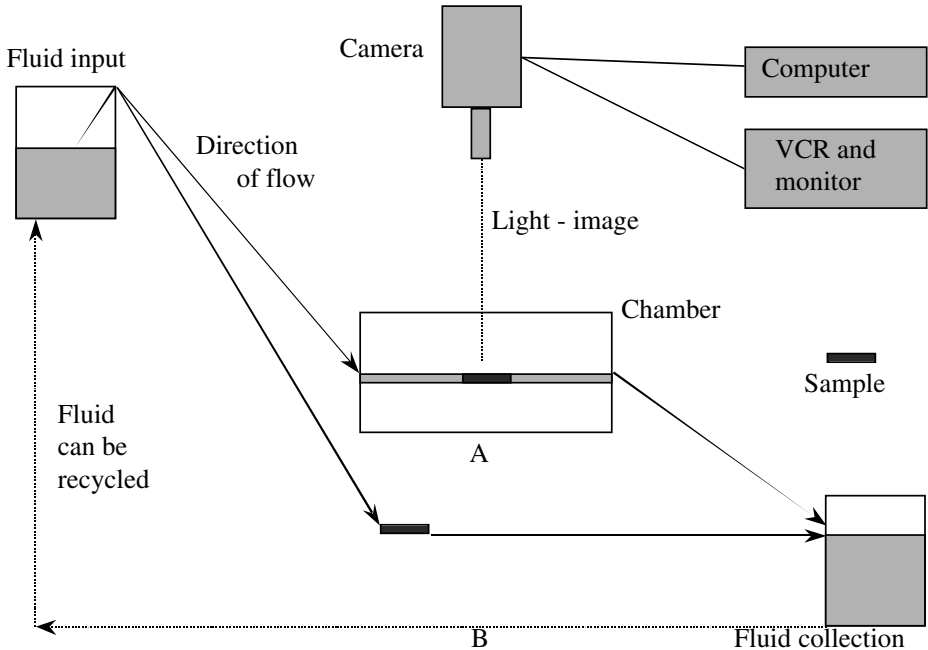 Fluid input
Camera
Computer
VCR and
monitor
Direction
of flow
Light - image
Chamber
Sample
Fluid
can be
recycled
A
B
Fluid collection